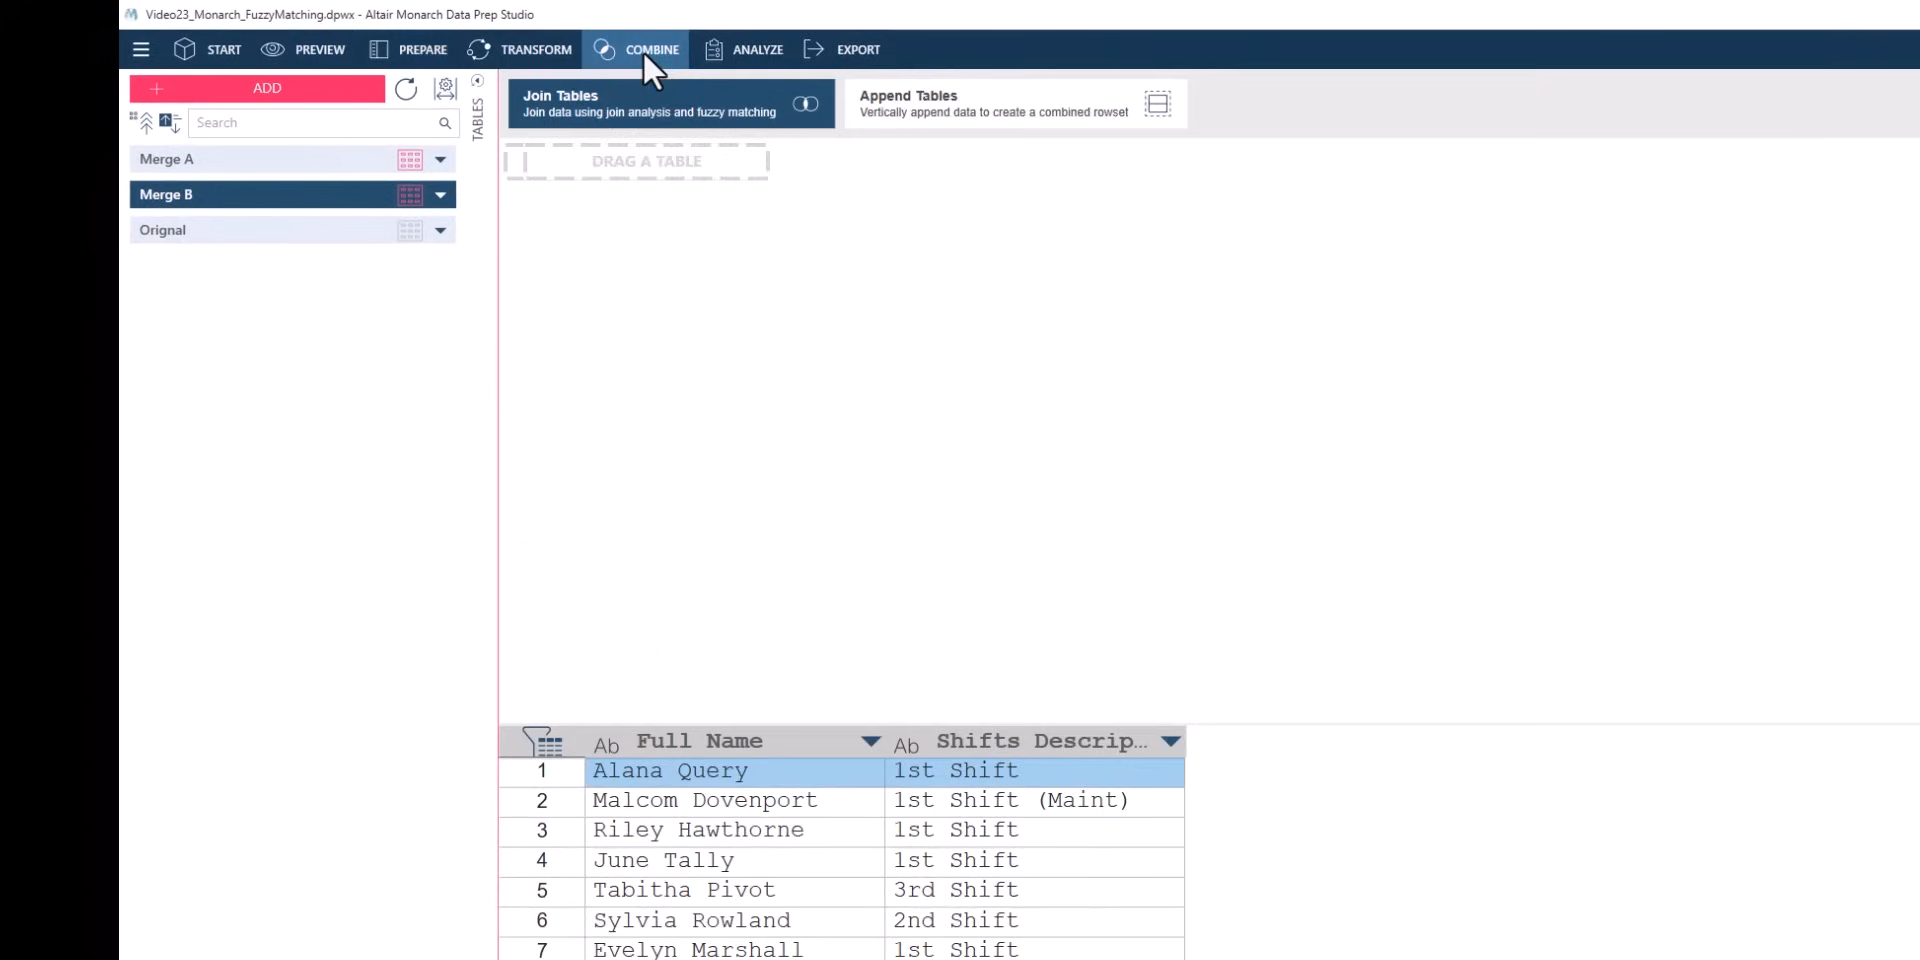 Video23_Monarch_FuzzyMatching.dpwx - Altair Monarch Data Prep Studio
START PREVIEW PREPARE TRANSFORM COMBINE ANALYZE EXPORT
ADD
TABLES
Search
Merge A
Merge B
Orignal
Join Tables
Join data using join analysis and fuzzy matching
Append Tables
Vertically append data to create a combined rowset
DRAG A TABLE
Ab Full Name Ab Shifts Descrip...
1 Alana Query 1st Shift
2 Malcom Dovenport 1st Shift (Maint)
3 Riley Hawthorne 1st Shift
4 June Tally 1st Shift
5 Tabitha Pivot 3rd Shift
6 Sylvia Rowland 2nd Shift
7 Evelyn Marshall 1st Shift